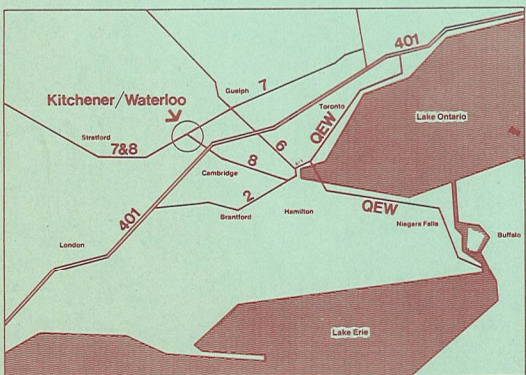 401
7
Guelph
Kitchener/Waterloo
Toronto
Lake Ontario
QEW
Stratford
7&8
6
8
Cambridge
2
QEW
401
Brantford
Hamilton
Niagara Falls
Buffalo
London
Lake Erie